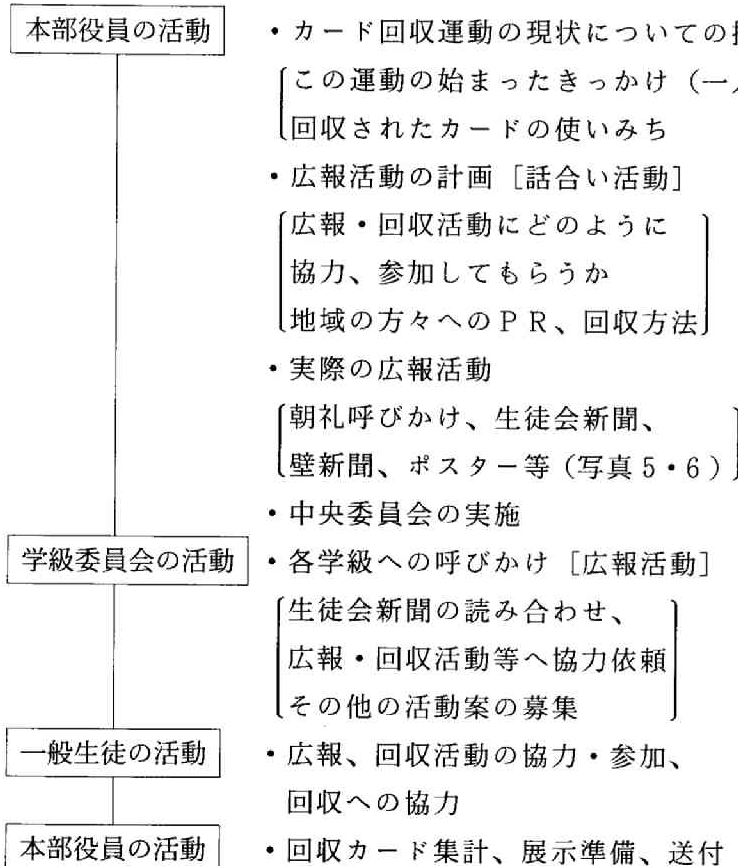 本部役員の活動
・カード回収運動の現状についての
この運動の始まったきっかけ（一
回収されたカードの使いみち
・広報活動の計画［話合い活動］
広報・回収活動にどのように
協力、参加してもらうか
地域の方々へのＰＲ、回収方法
・実際の広報活動
朝礼呼びかけ、生徒会新聞、
壁新聞、ポスター等（写真５・６）
・中央委員会の実施
学級委員会の活動
・各学級への呼びかけ［広報活動］
生徒会新聞の読み合わせ、
広報・回収活動等へ協力依頼
その他の活動案の募集
一般生徒の活動
・広報、回収活動の協力・参加、
回収への協力
本部役員の活動
・回収カード集計、展示準備、送付